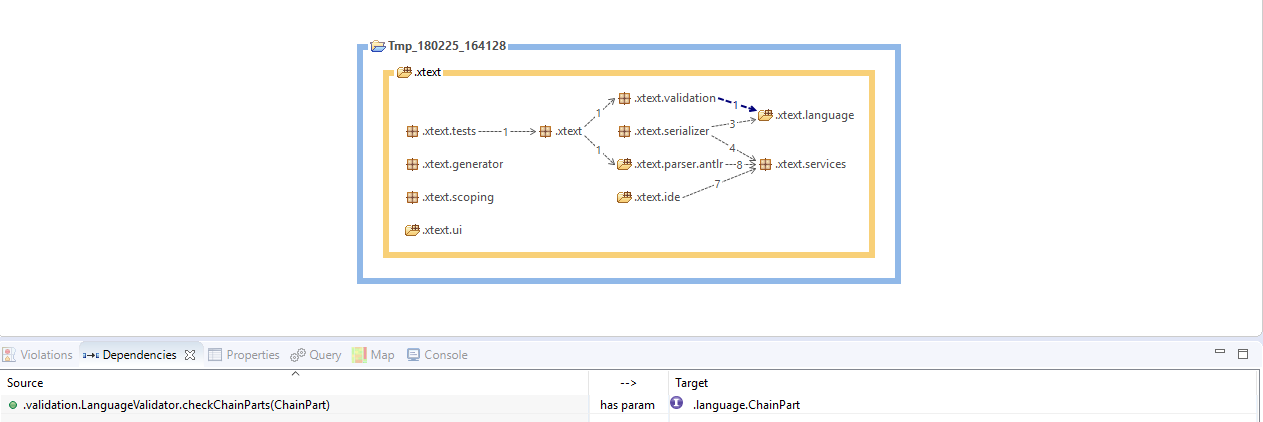 Tmp_180225_164128
.xtext
.xtext.validation
1
.xtext.language
1
3
.xtext.tests
1
.xtext
.xtext.serializer
4
1
.xtext.generator
.xtext.parser.antlr
8
.xtext.services
7
.xtext.scoping
.xtext.ide
.xtext.ui
Violations Dependencies Properties Query Map Console
Source --> Target
.validation.LanguageValidator.checkChainParts(ChainPart) has param .language.ChainPart